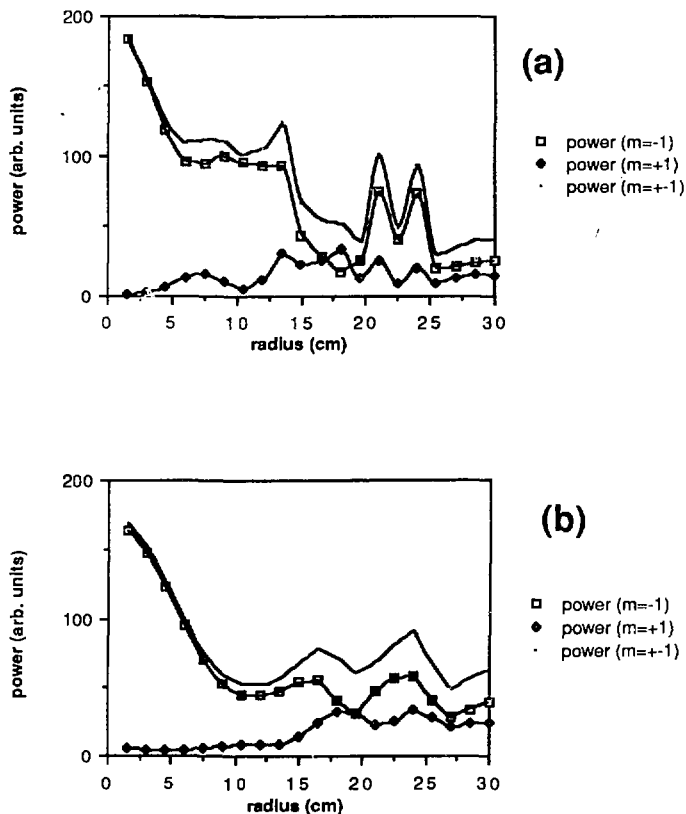 200
100
0
power (arb. units)
0 5 10 15 20 25 30
radius (cm)
(a)
power (m=-1)
power (m=+1)
power (m=+-1)
200
100
0
power (arb. units)
0 5 10 15 20 25 30
radius (cm)
(b)
power (m=-1)
power (m=+1)
power (m=+-1)